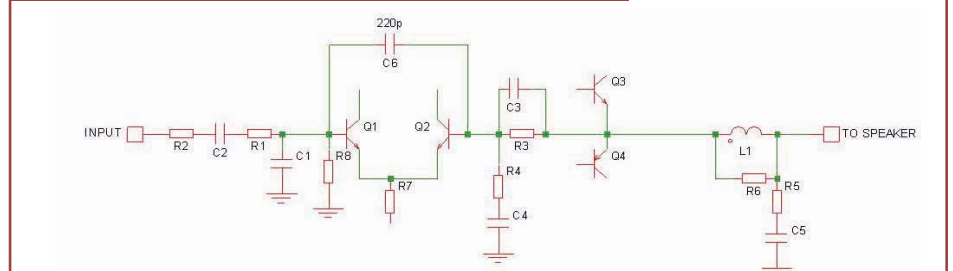 220p
C6
Q3
C3
Q1
Q2
INPUT
TO SPEAKER
R2
C2
R1
R3
L1
C1
R8
Q4
R4
R7
R6
R5
C4
C5